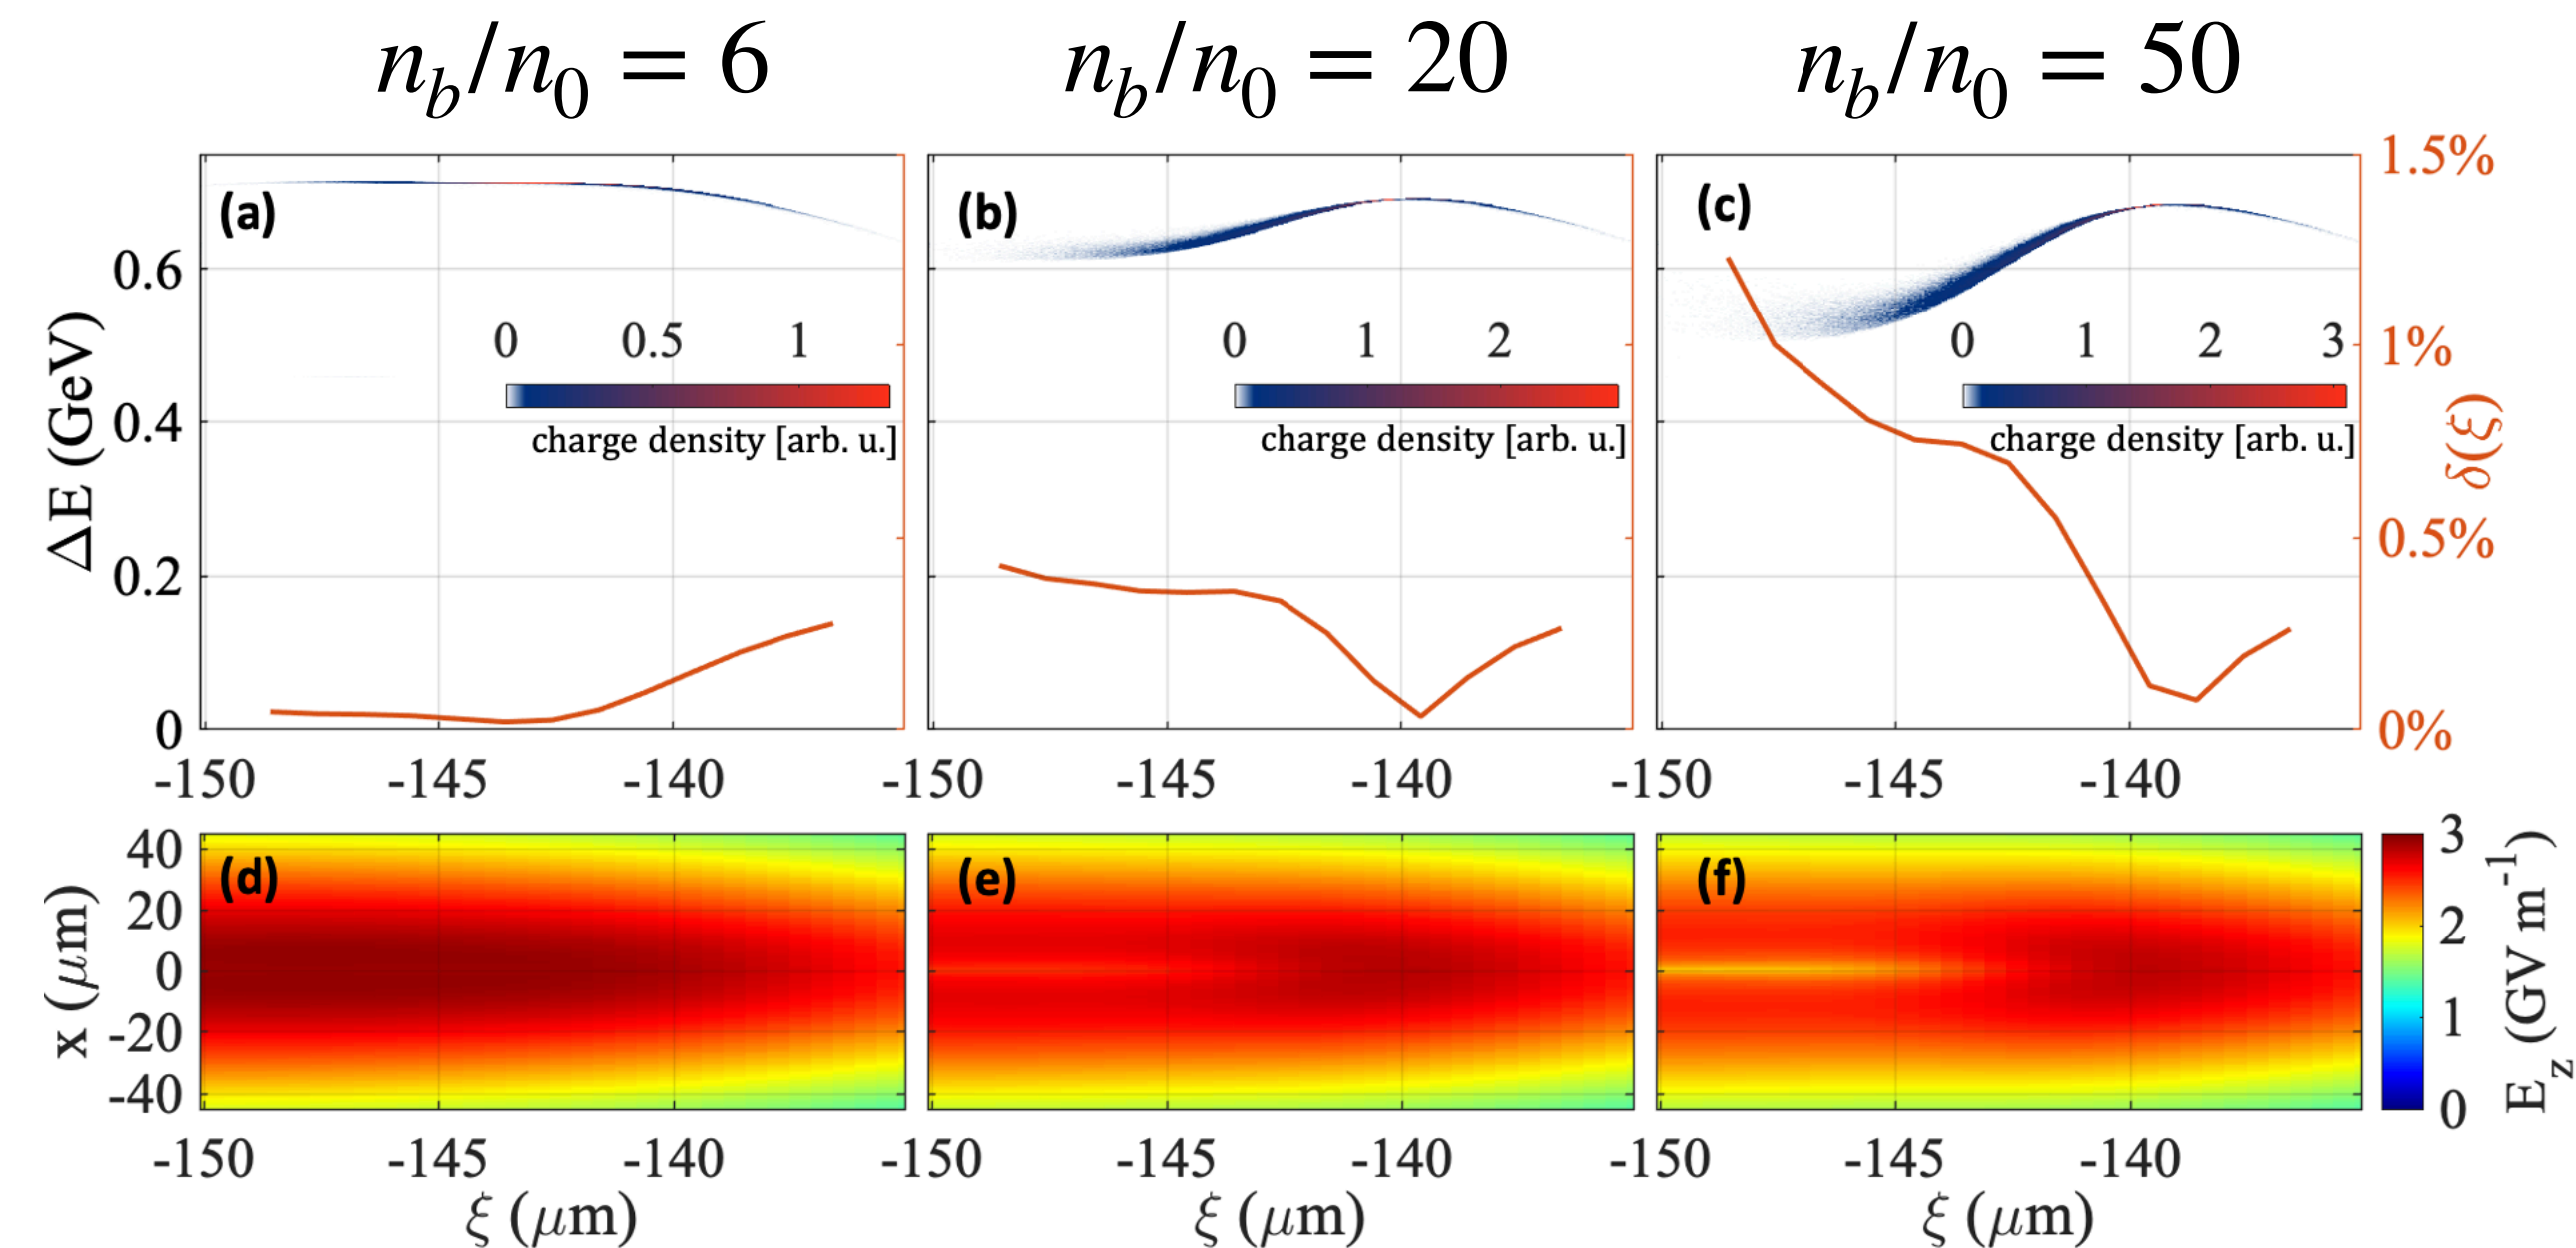 n_b/n_0 = 6
n_b/n_0 = 20
n_b/n_0 = 50
(a)
(b)
(c)
ΔE (GeV)
0.6
0.4
0.2
0
0 0.5 1
charge density [arb. u.]
0 1 2
charge density [arb. u.]
0 1 2 3
charge density [arb. u.]
1.5%
1%
0.5%
0%
δ(ξ)
-150 -145 -140
-150 -145 -140
-150 -145 -140
(d)
(e)
(f)
x (μm)
40
20
0
-20
-40
3
2
1
0
E_z (GV m^-1)
-150 -145 -140
-150 -145 -140
-150 -145 -140
ξ (μm)
ξ (μm)
ξ (μm)